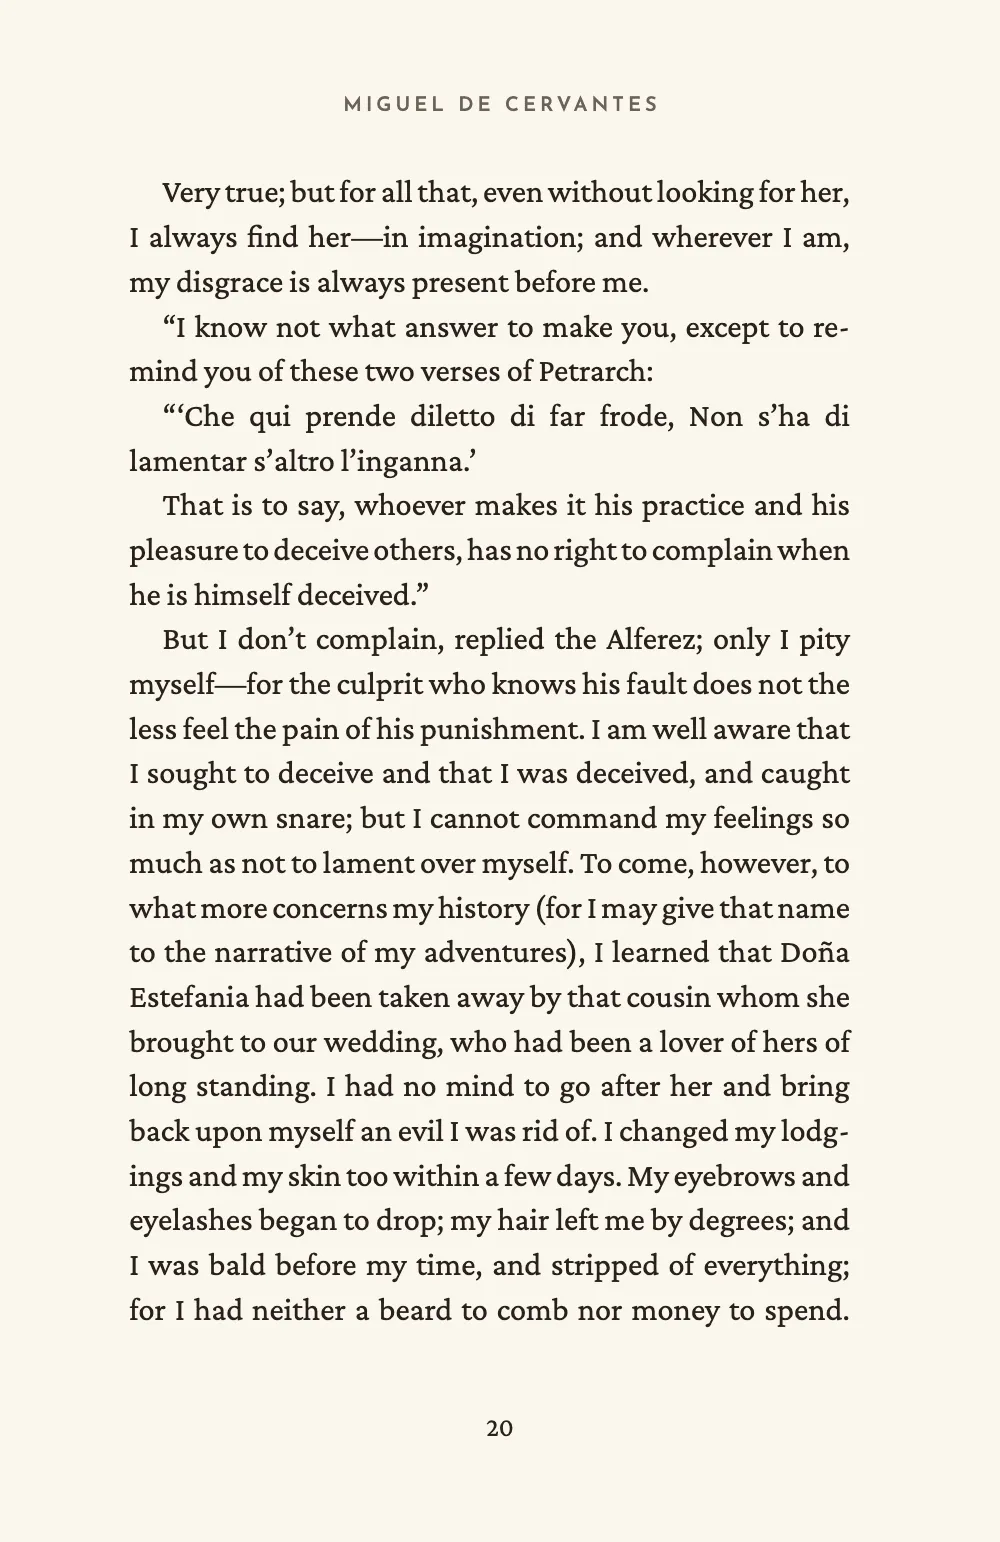 MIGUEL DE CERVANTES
Very true; but for all that, even without looking for her,
I always find her—in imagination; and wherever I am,
my disgrace is always present before me.
“I know not what answer to make you, except to re-
mind you of these two verses of Petrarch:
“‘Che qui prende diletto di far frode, Non s’ha di
lamentar s’altro l’inganna.’
That is to say, whoever makes it his practice and his
pleasure to deceive others, has no right to complain when
he is himself deceived.”
But I don’t complain, replied the Alferez; only I pity
myself—for the culprit who knows his fault does not the
less feel the pain of his punishment. I am well aware that
I sought to deceive and that I was deceived, and caught
in my own snare; but I cannot command my feelings so
much as not to lament over myself. To come, however, to
what more concerns my history (for I may give that name
to the narrative of my adventures), I learned that Doña
Estefania had been taken away by that cousin whom she
brought to our wedding, who had been a lover of hers of
long standing. I had no mind to go after her and bring
back upon myself an evil I was rid of. I changed my lodg-
ings and my skin too within a few days. My eyebrows and
eyelashes began to drop; my hair left me by degrees; and
I was bald before my time, and stripped of everything;
for I had neither a beard to comb nor money to spend.
20